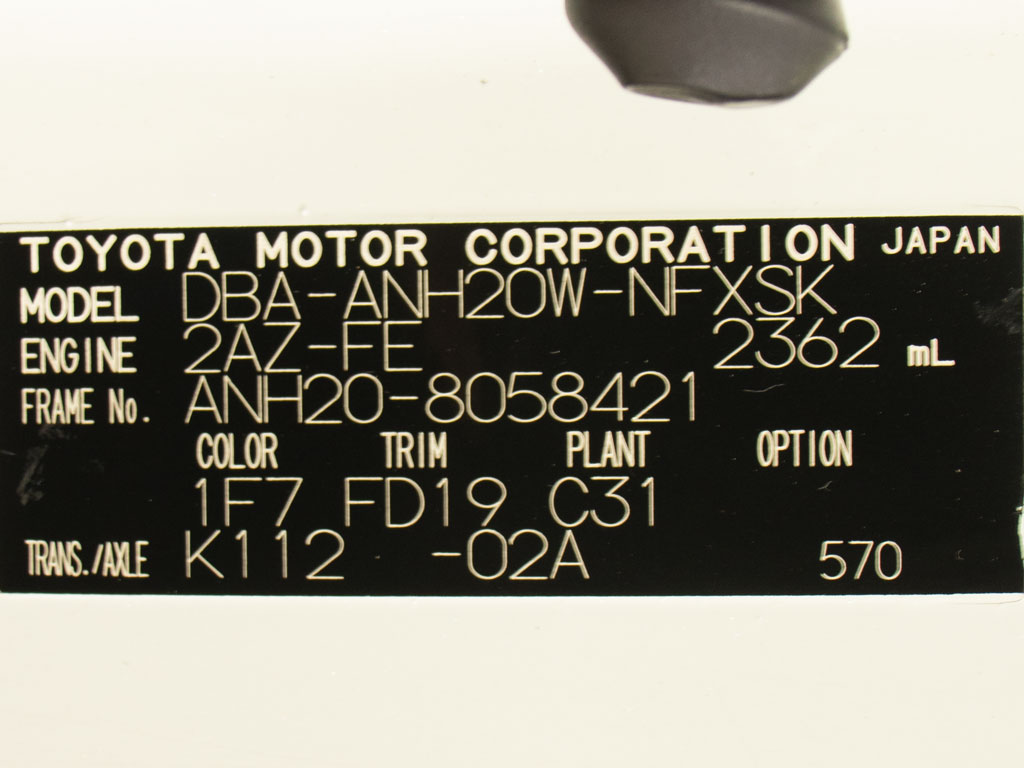 TOYOTA MOTOR CORPORATION JAPAN
MODEL DBA-ANH20W-NFXSK
ENGINE 2AZ-FE 2362 mL
FRAME No. ANH20-8058421
COLOR TRIM PLANT OPTION
1F7 FD19 C31
TRANS./AXLE K112 -02A 570